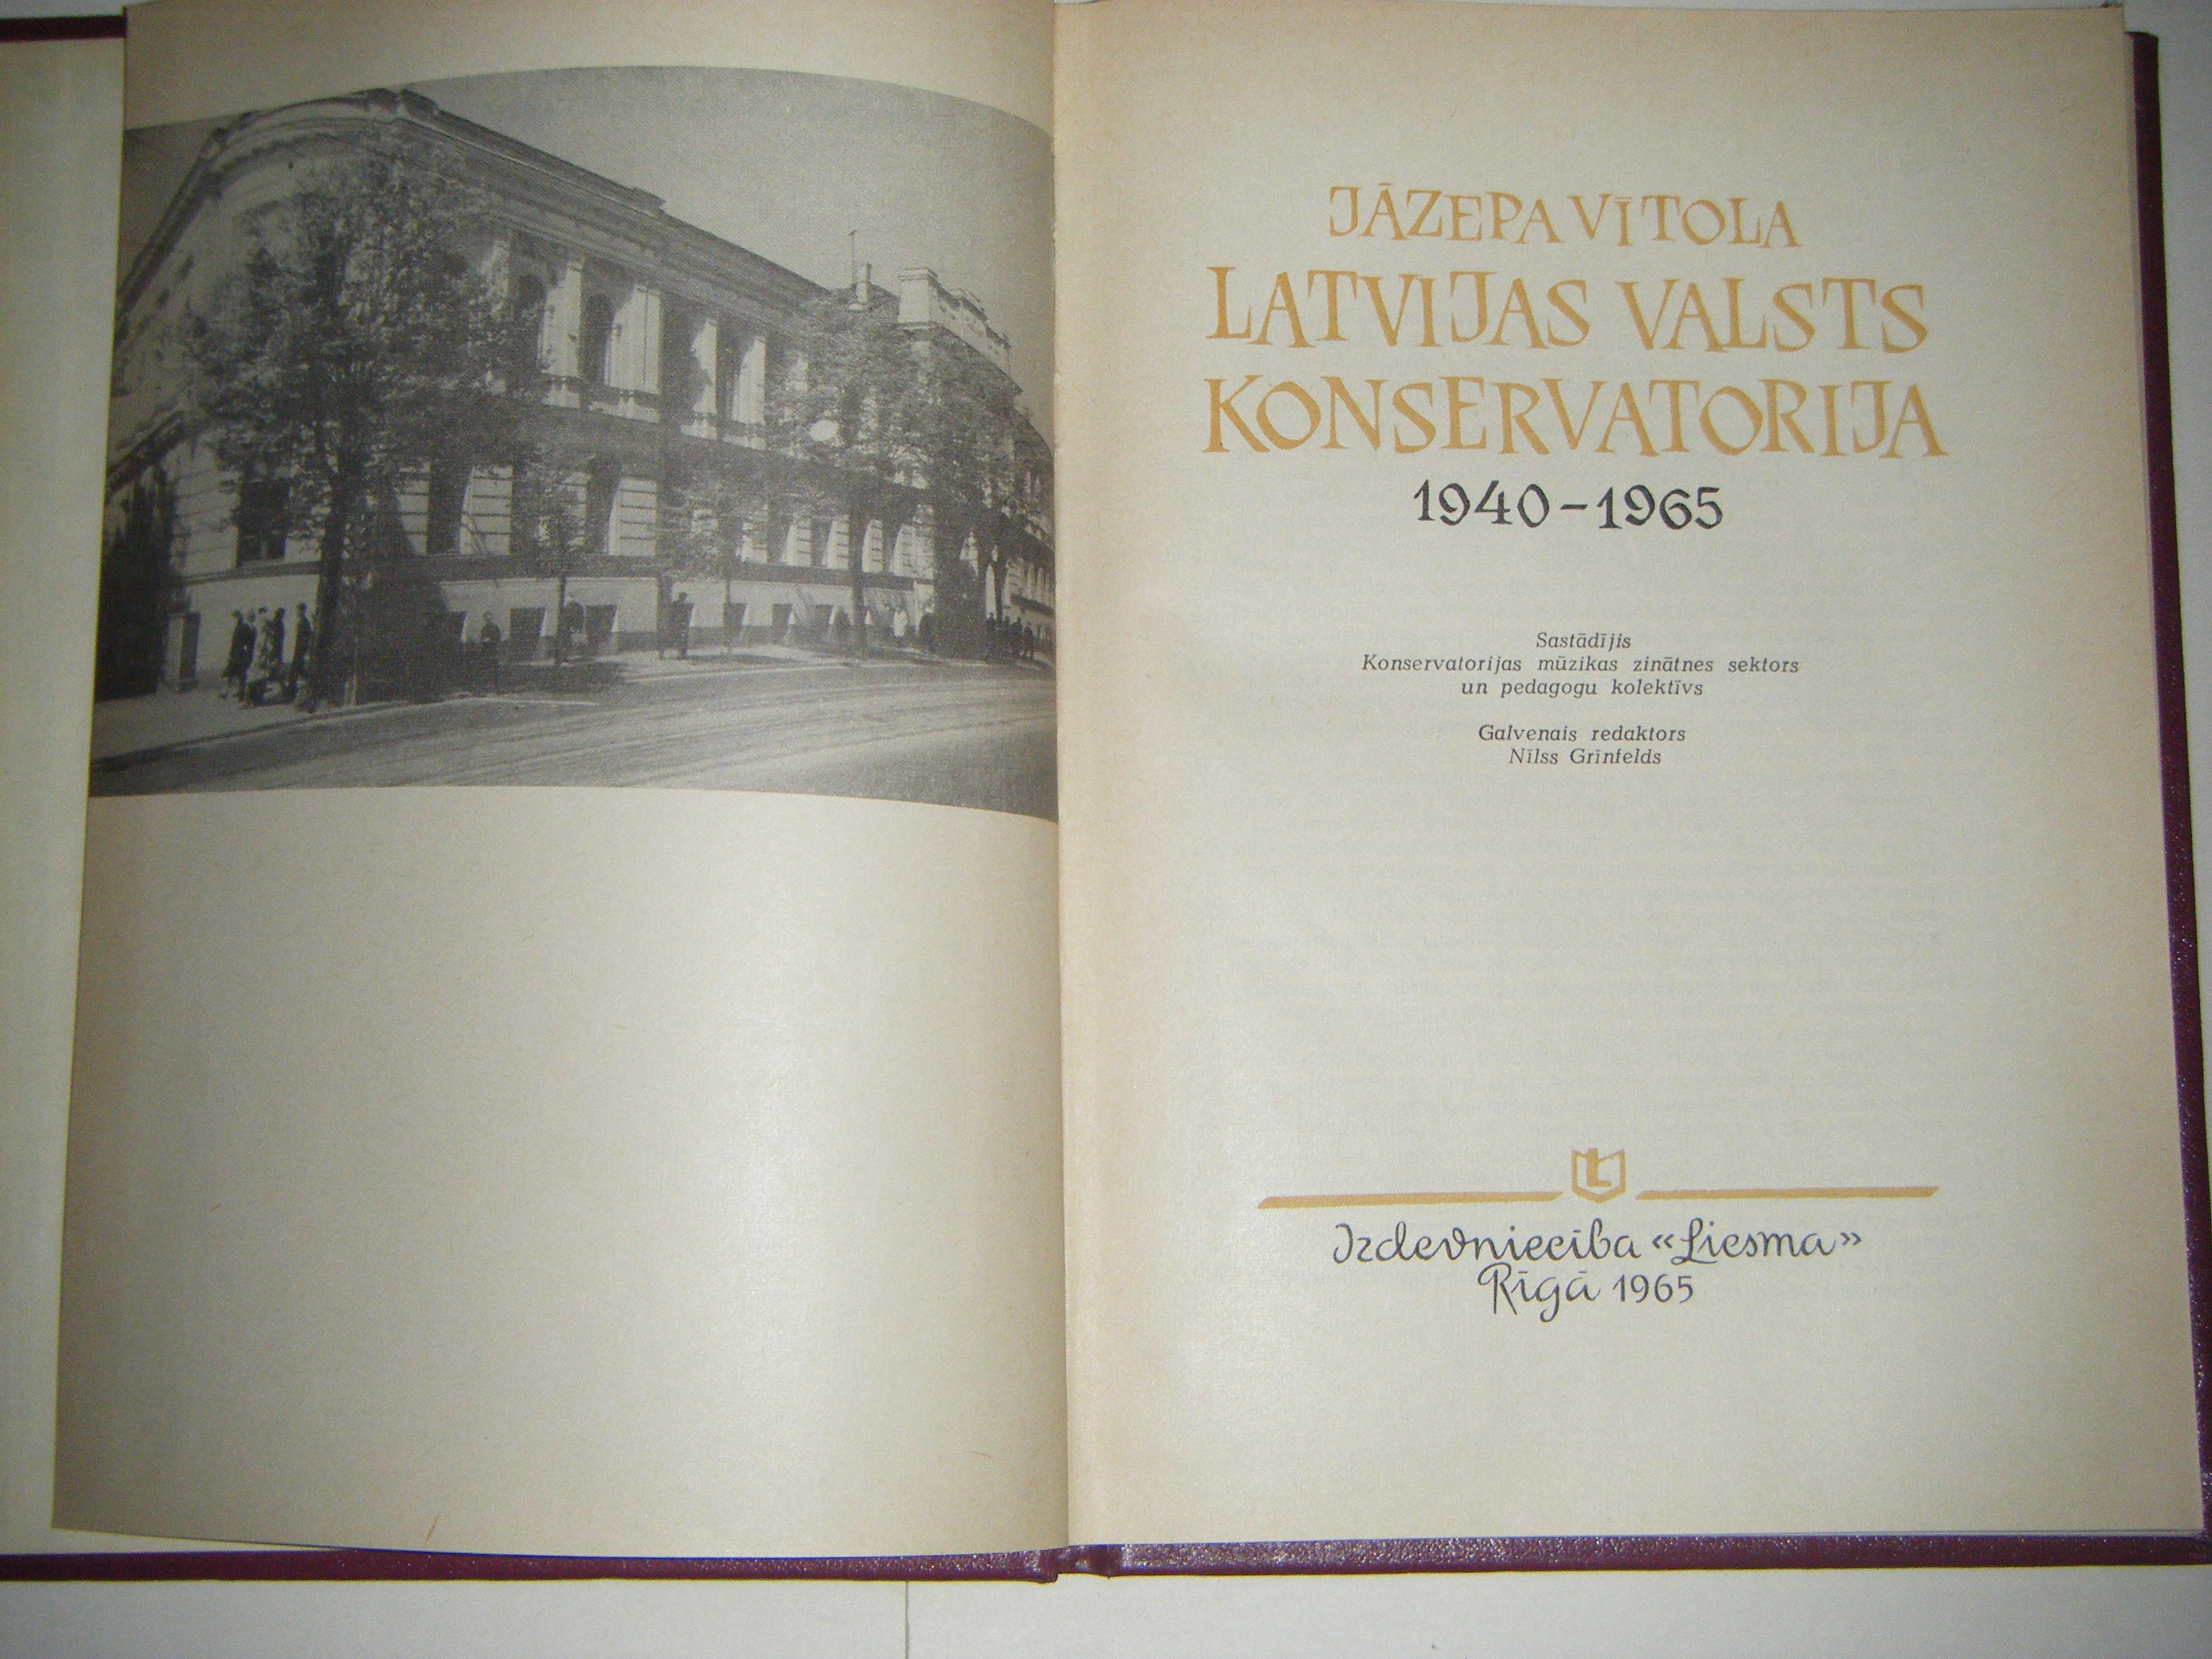 JĀZEPA VĪTOLA
LATVIJAS VALSTS
KONSERVATORIJA
1940-1965
Sastādījis
Konservatorijas mūzikas zinātnes sektors
un pedagogu kolektīvs
Galvenais redaktors
Nīlss Grīnfelds
L
Izdevniecība «Liesma»
Rīgā 1965